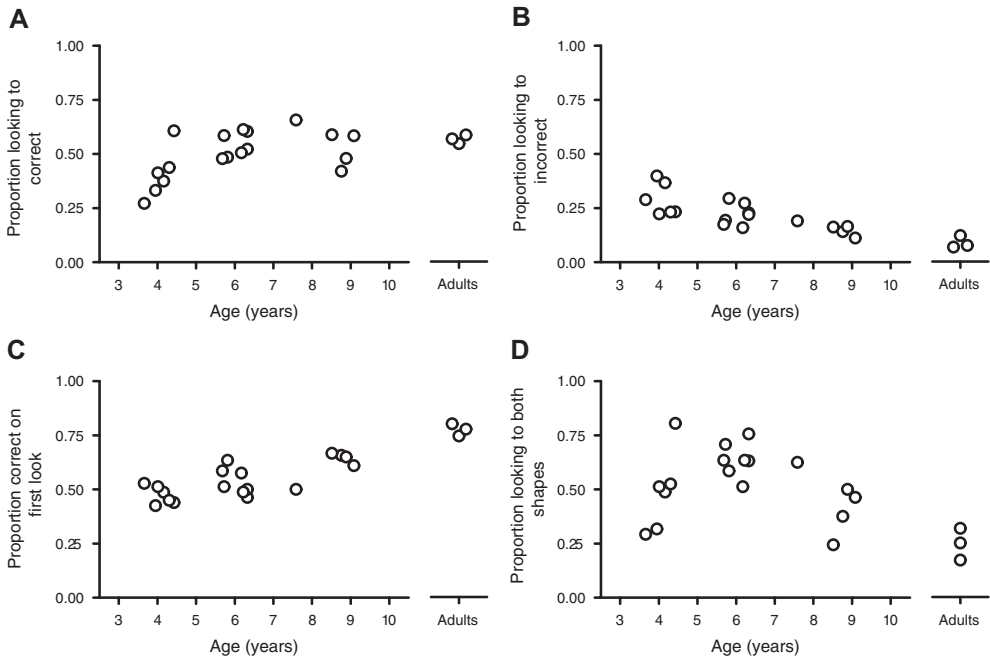 A
Proportion looking to
correct
1.00
0.75
0.50
0.25
0.00
3 4 5 6 7 8 9 10 Adults
Age (years)
B
Proportion looking to
incorrect
1.00
0.75
0.50
0.25
0.00
3 4 5 6 7 8 9 10 Adults
Age (years)
C
Proportion correct on
first look
1.00
0.75
0.50
0.25
0.00
3 4 5 6 7 8 9 10 Adults
Age (years)
D
Proportion looking to both
shapes
1.00
0.75
0.50
0.25
0.00
3 4 5 6 7 8 9 10 Adults
Age (years)